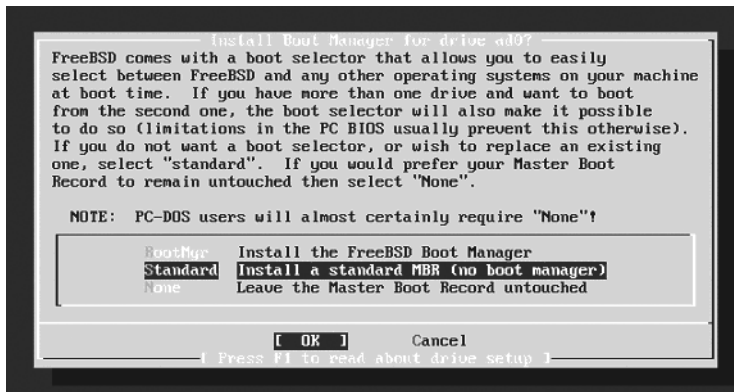 Install Boot Manager for drive ad0?
FreeBSD comes with a boot selector that allows you to easily
select between FreeBSD and any other operating systems on your machine
at boot time.  If you have more than one drive and want to boot
from the second one, the boot selector will also make it possible
to do so (limitations in the PC BIOS usually prevent this otherwise).
If you do not want a boot selector, or wish to replace an existing
one, select "standard".  If you would prefer your Master Boot
Record to remain untouched then select "None".
NOTE:  PC-DOS users will almost certainly require "None"!
BootMgr  Install the FreeBSD Boot Manager
Standard  Install a standard MBR (no boot manager)
None  Leave the Master Boot Record untouched
[  OK  ]  Cancel
[ Press F1 to read about drive setup ]